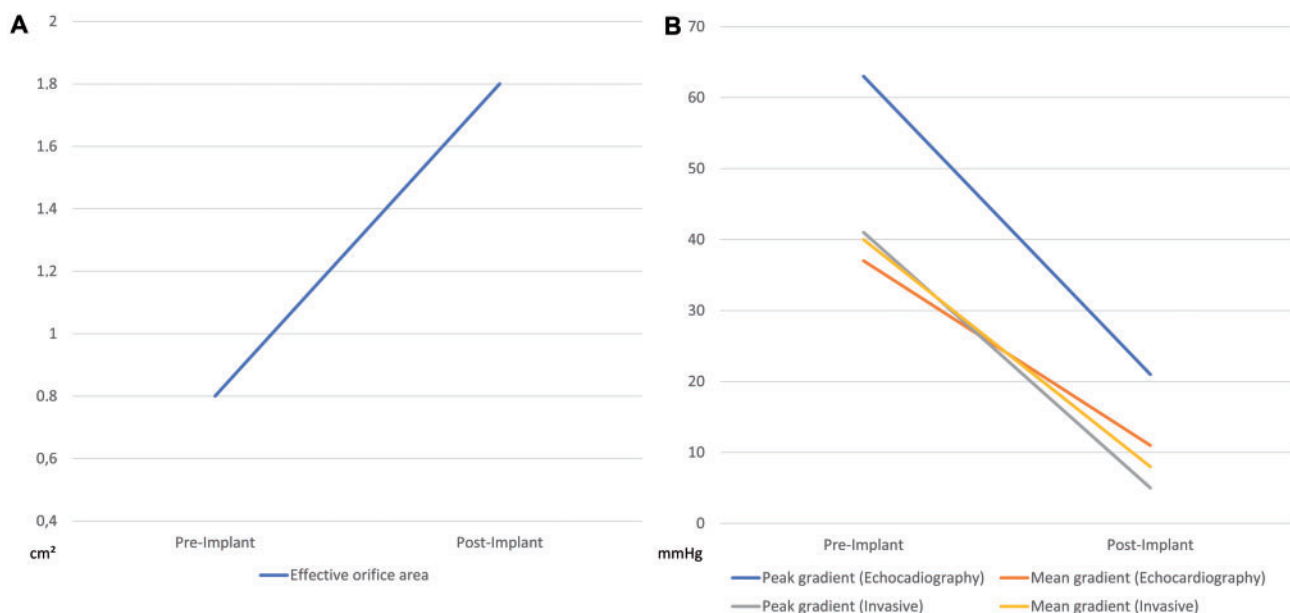 A
2
1.8
1.6
1.4
1.2
1
0.8
0,6
0,4
cm²
Pre-Implant Post-Implant
Effective orifice area
B
70
60
50
40
30
20
10
0
mmHg
Pre-Implant Post-Implant
Peak gradient (Echocadiography) Mean gradient (Echocardiography)
Peak gradient (Invasive) Mean gradient (Invasive)